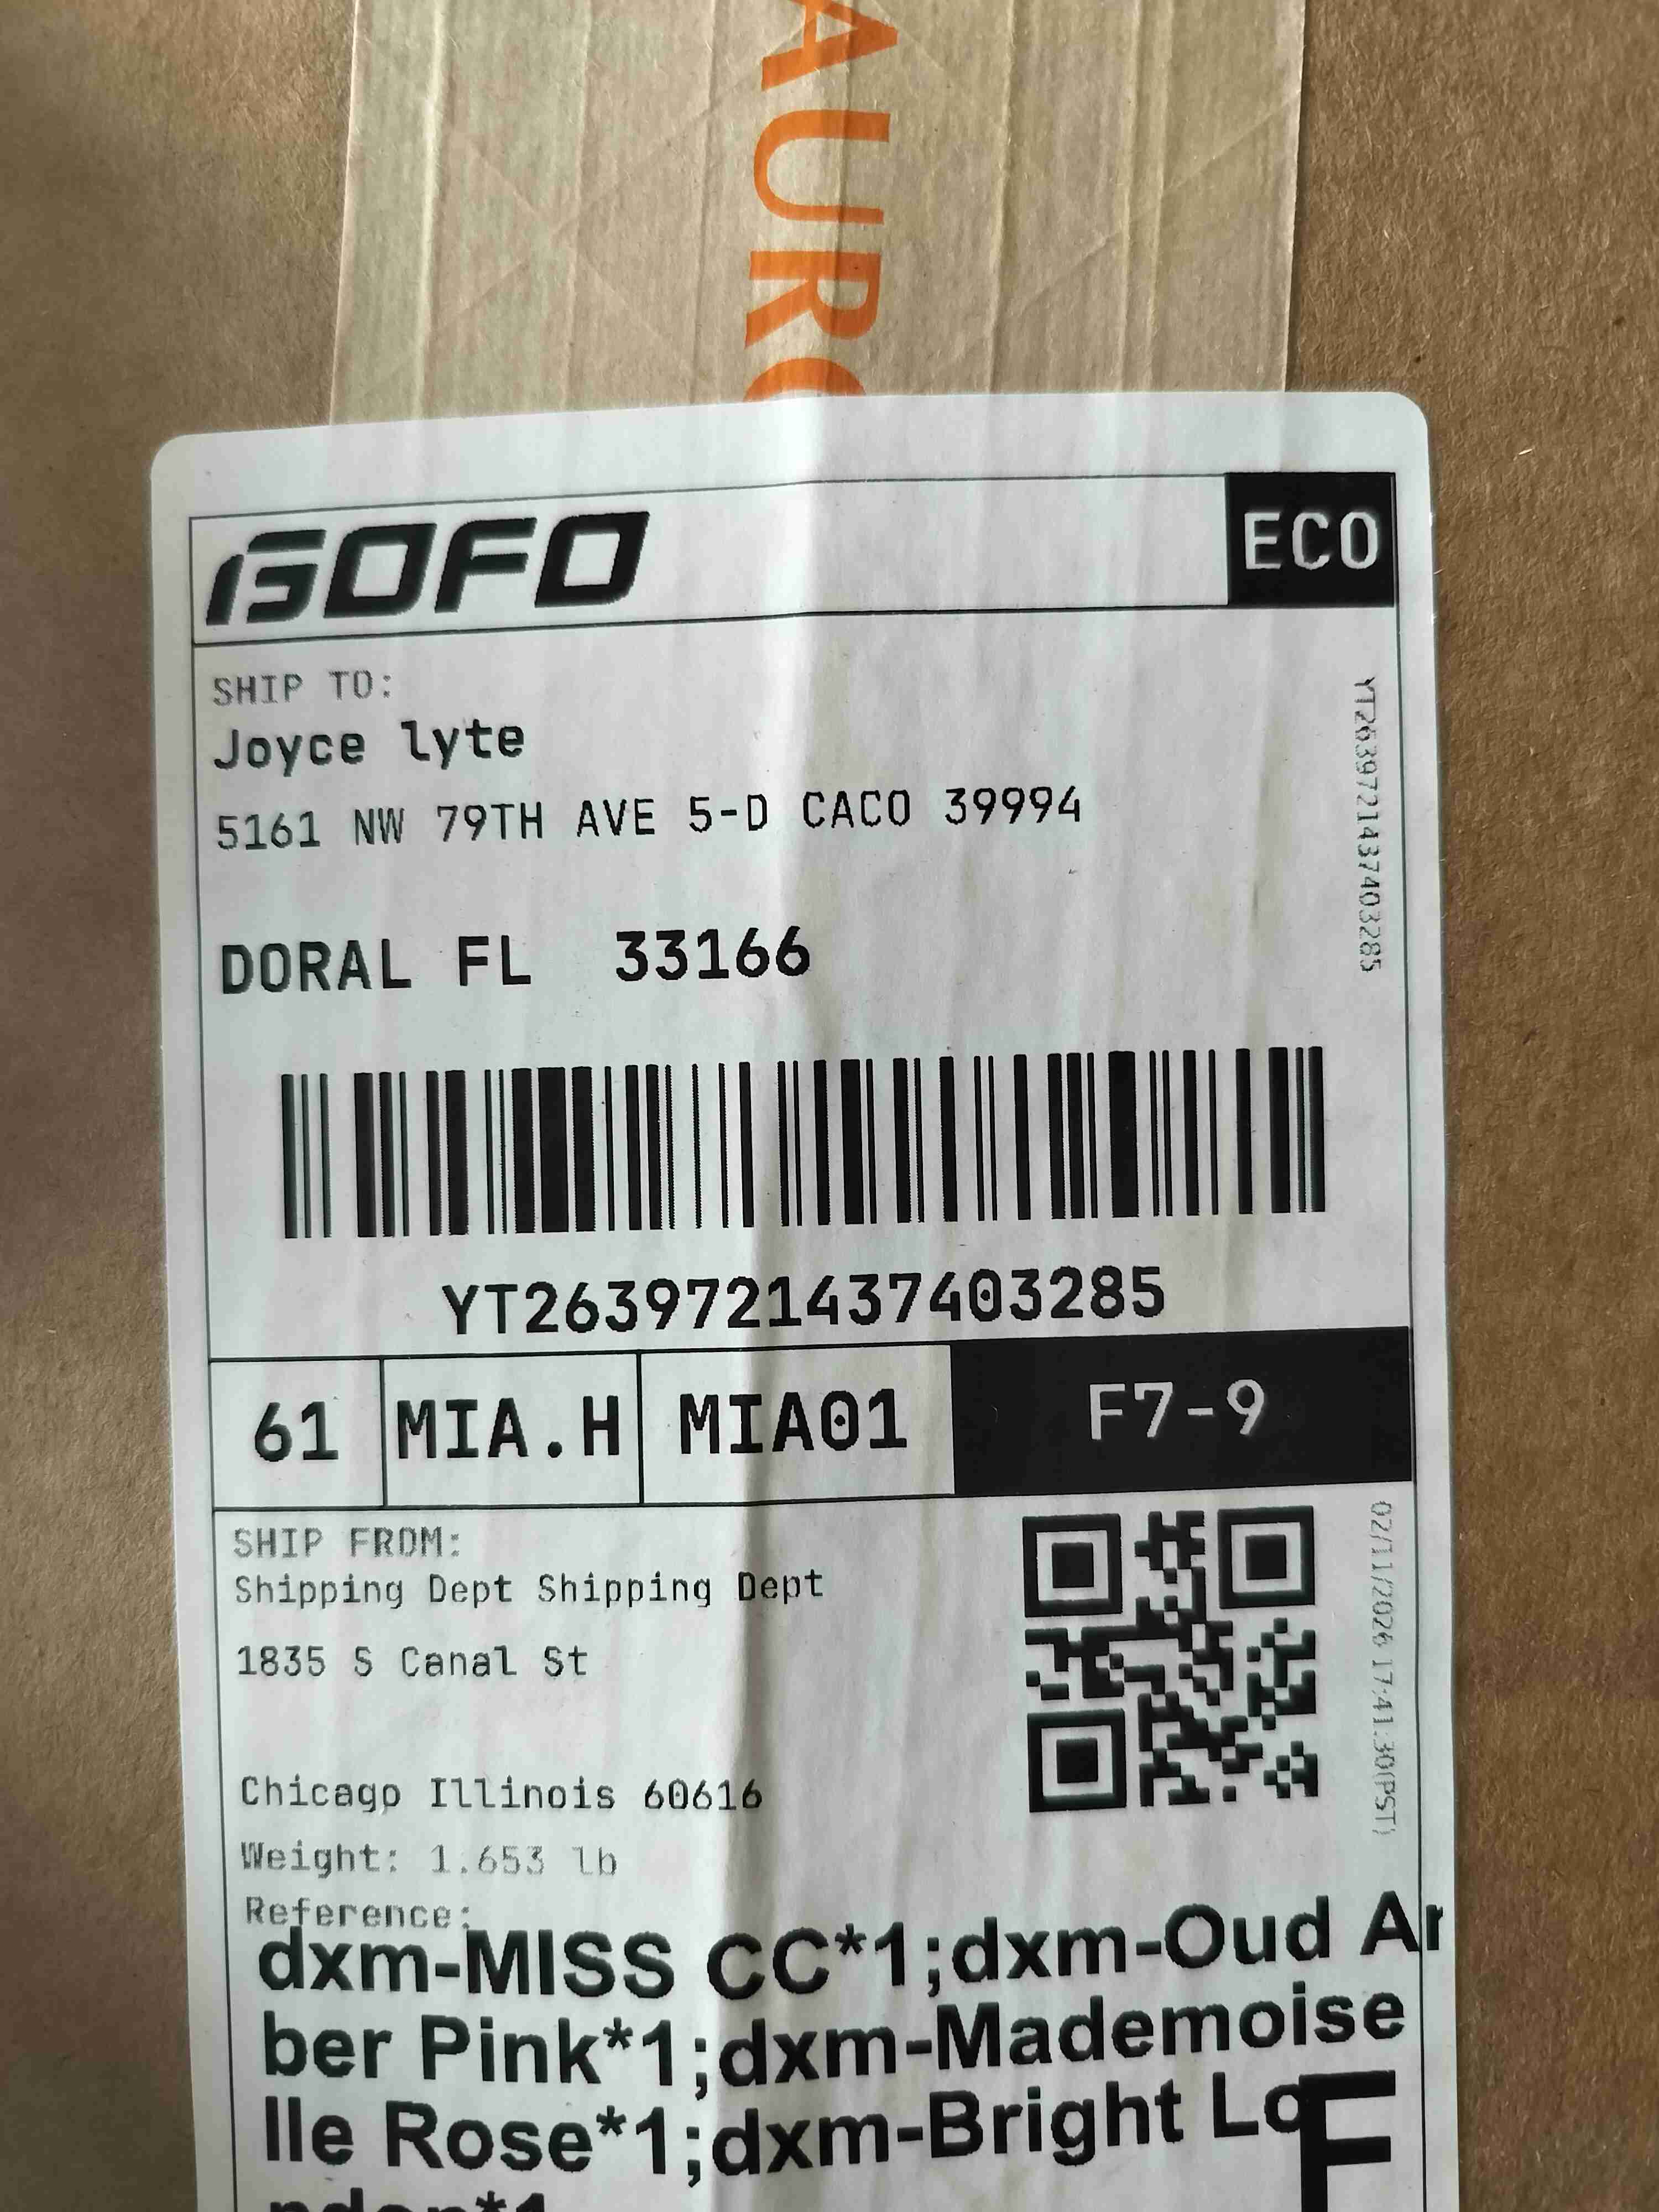 AURO
GOFO
ECO
SHIP TO:
Joyce lyte
5161 NW 79TH AVE 5-D CACO 39994
DORAL FL 33166
YT2639721437403285
YT2639721437403285
61 MIA.H MIA01 F7-9
SHIP FROM:
Shipping Dept Shipping Dept
1835 S Canal St
Chicago Illinois 60616
02/11/2026 17:41:30(PST)
Weight: 1.653 lb
Reference:
dxm-MISS CC*1;dxm-Oud Am
ber Pink*1;dxm-Mademoise
lle Rose*1;dxm-Bright Lo
ndon*1
F